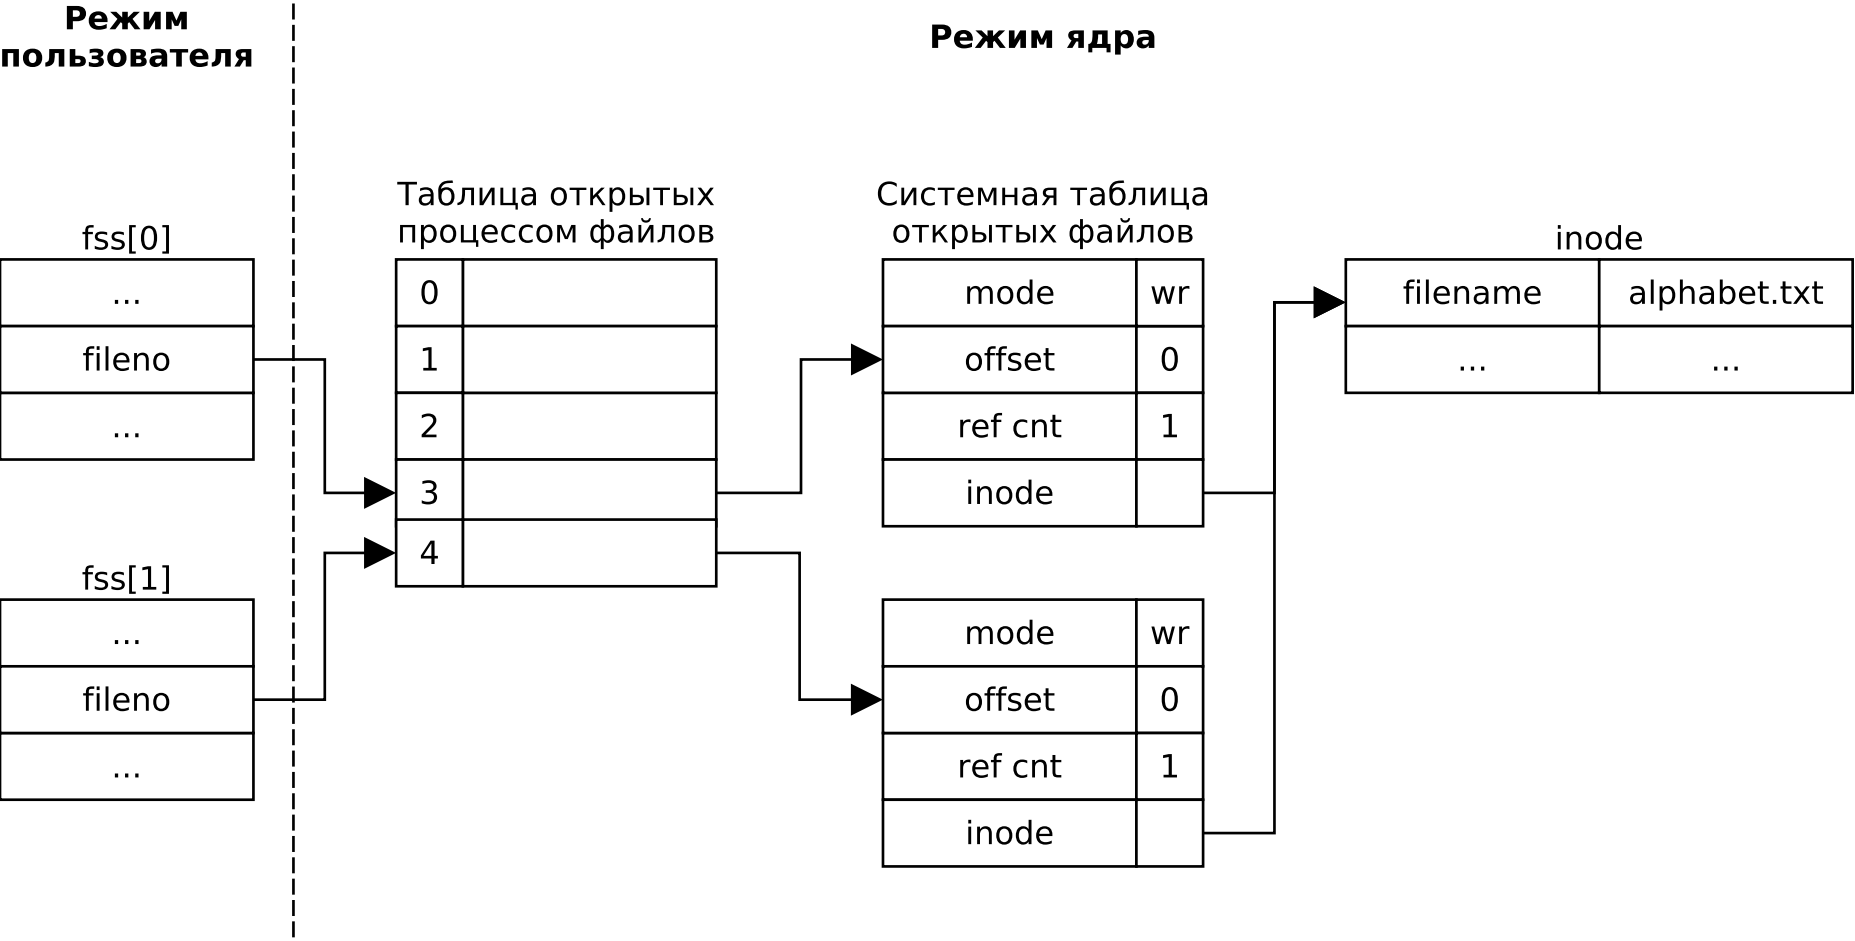 Режим
пользователя
Режим ядра
fss[0]
...
fileno
...
fss[1]
...
fileno
...
Таблица открытых
процессом файлов
0
1
2
3
4
Системная таблица
открытых файлов
mode wr
offset 0
ref cnt 1
inode
mode wr
offset 0
ref cnt 1
inode
inode
filename alphabet.txt
... ...